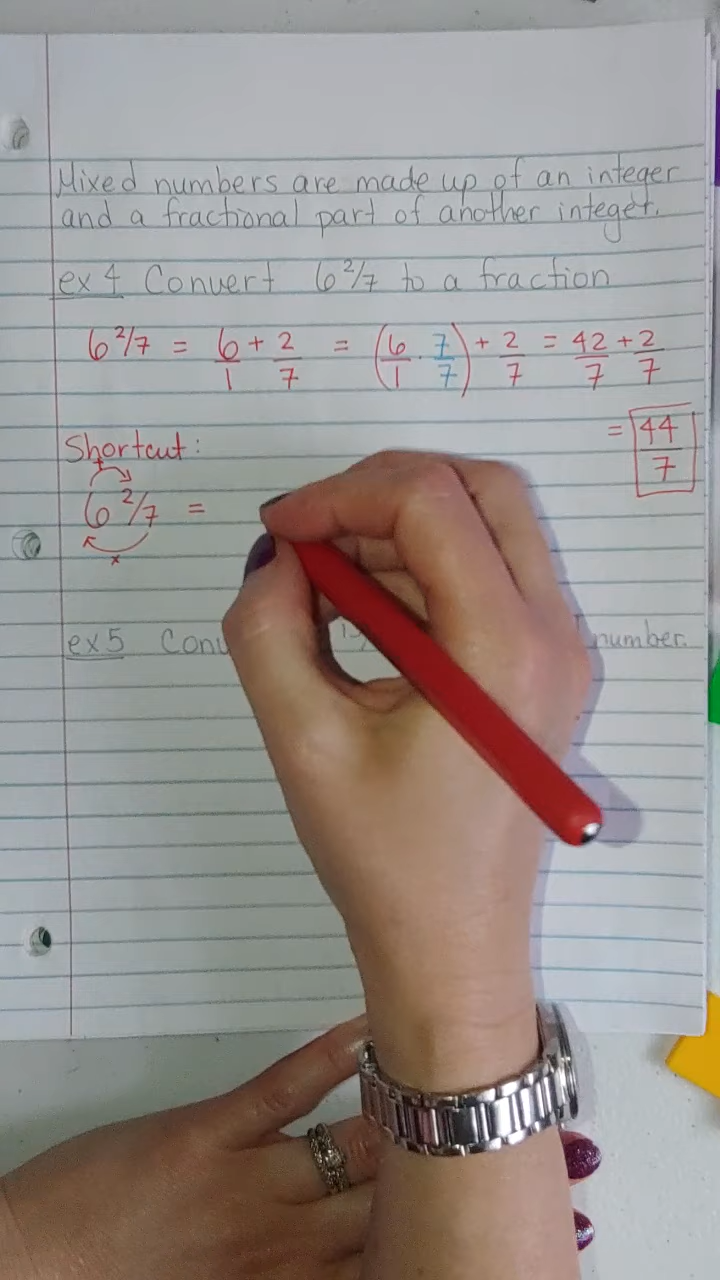 Mixed numbers are made up of an integer
and a fractional part of another integer.
ex 4 Convert 6 2/7 to a fraction
6 2/7 = 6/1 + 2/7 = (6/1 · 7/7) + 2/7 = 42/7 + 2/7
= 44/7
Shortcut:
+
6 2/7 =
x
ex 5 number.